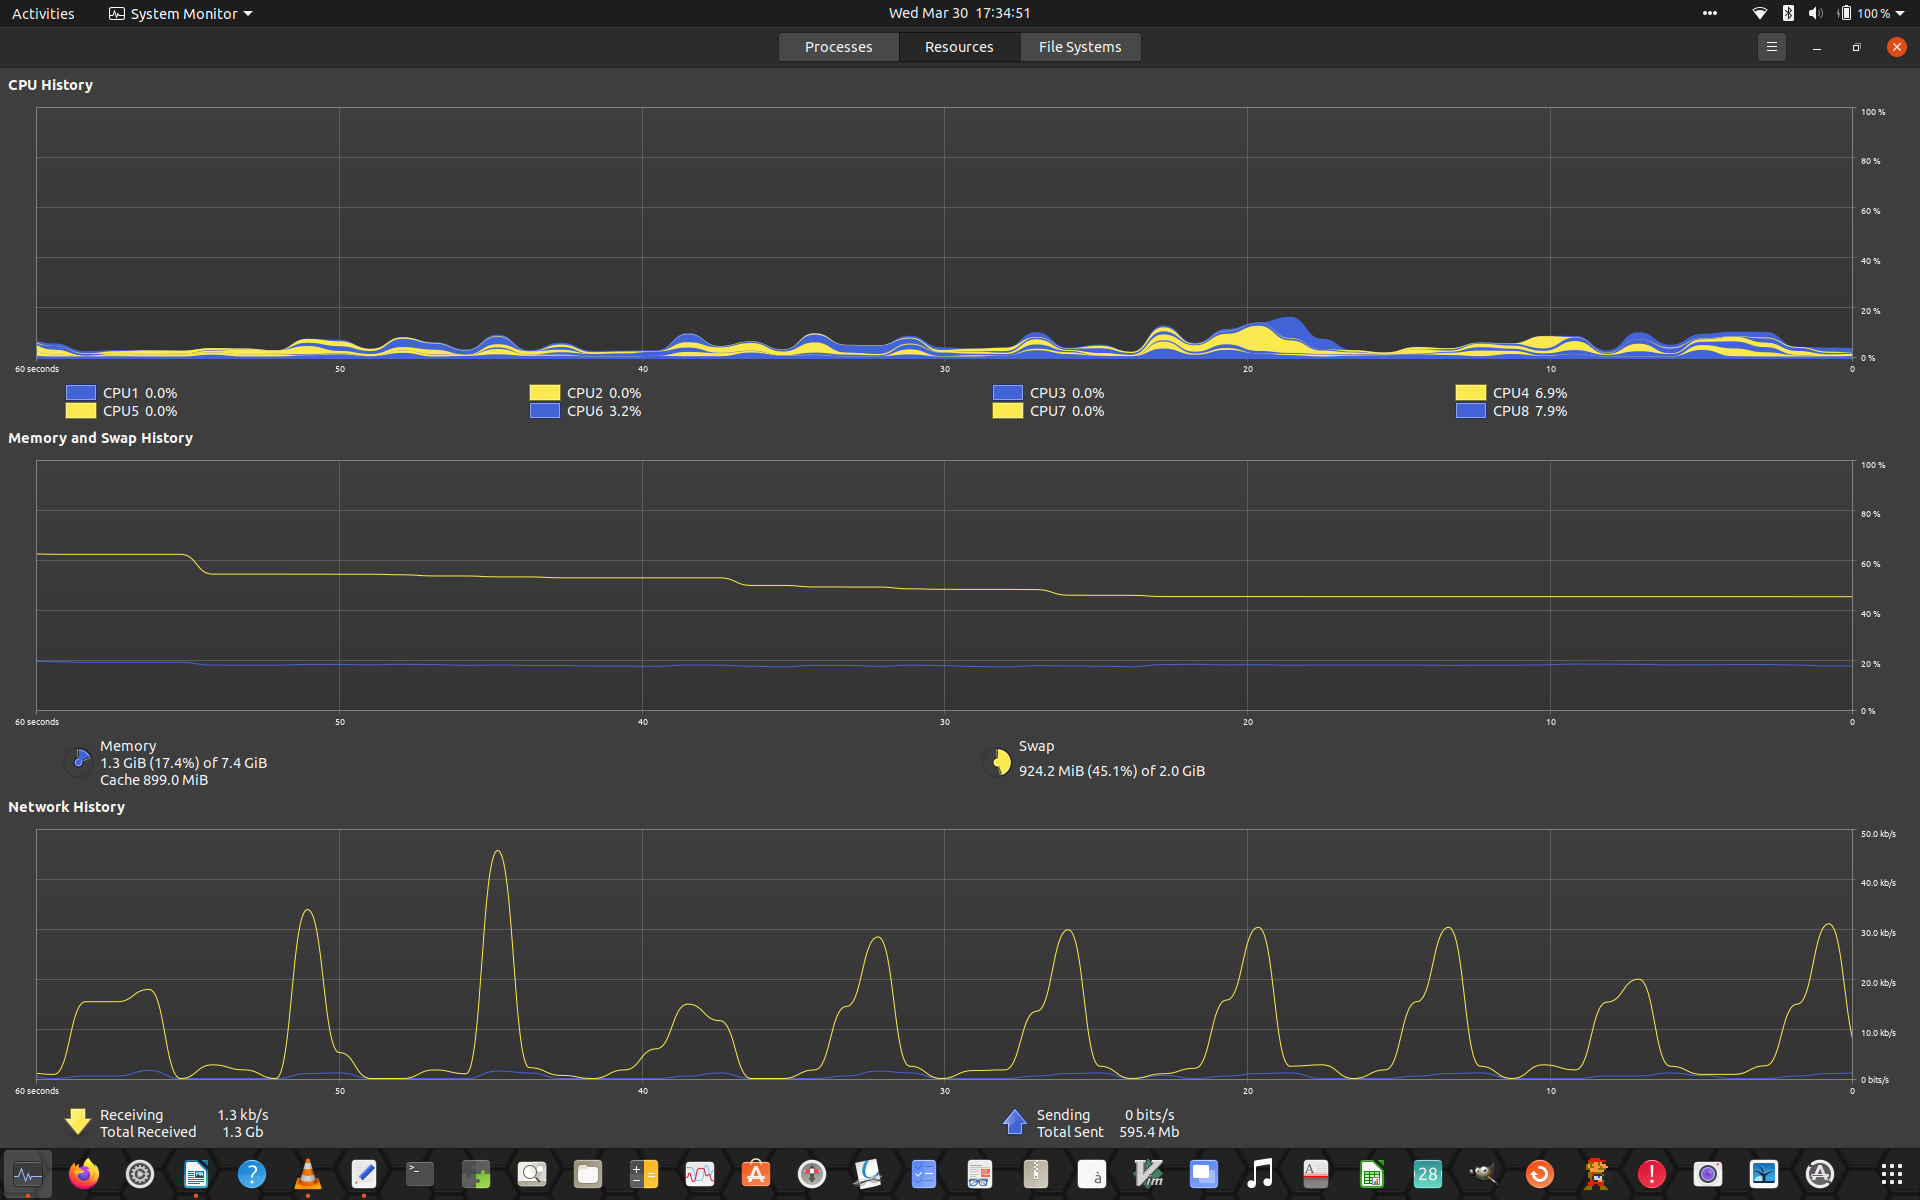 Activities System Monitor Wed Mar 30 17:34:51 100 %
Processes Resources File Systems
CPU History
100 %
80 %
60 %
40 %
20 %
0 %
60 seconds 50 40 30 20 10 0
CPU1 0.0% CPU2 0.0% CPU3 0.0% CPU4 6.9%
CPU5 0.0% CPU6 3.2% CPU7 0.0% CPU8 7.9%
Memory and Swap History
100 %
80 %
60 %
40 %
20 %
0 %
60 seconds 50 40 30 20 10 0
Memory Swap
1.3 GiB (17.4%) of 7.4 GiB 924.2 MiB (45.1%) of 2.0 GiB
Cache 899.0 MiB
Network History
50.0 kb/s
40.0 kb/s
30.0 kb/s
20.0 kb/s
10.0 kb/s
0 bits/s
60 seconds 50 40 30 20 10 0
Receiving 1.3 kb/s Sending 0 bits/s
Total Received 1.3 Gb Total Sent 595.4 Mb
? >_ à Vim A 28 !